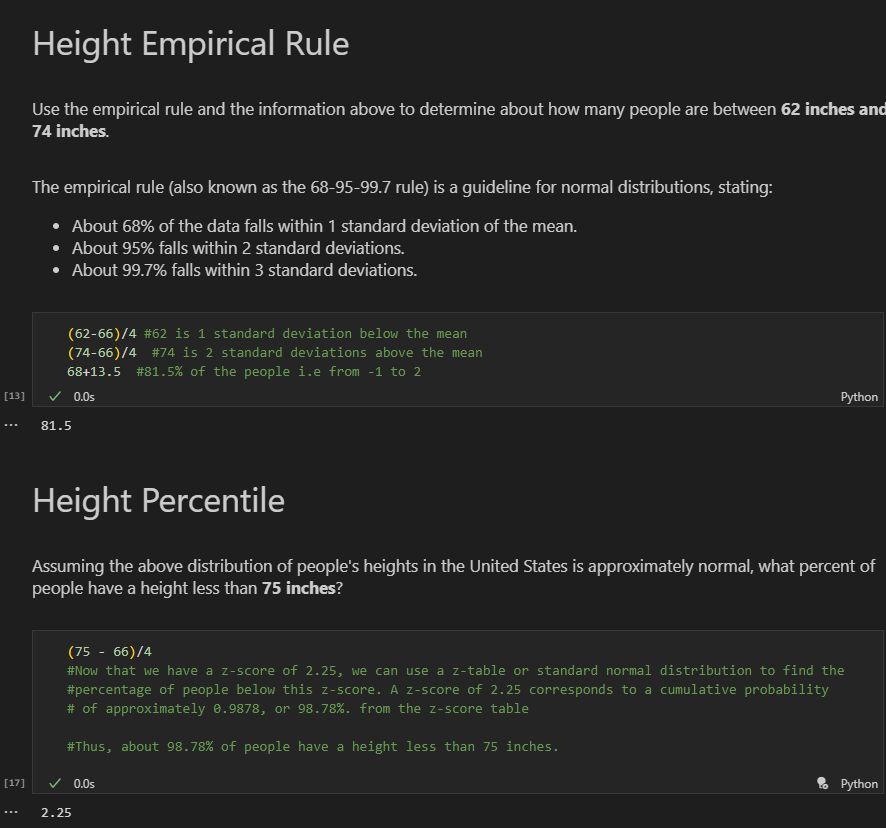 Height Empirical Rule
Use the empirical rule and the information above to determine about how many people are between 62 inches and
74 inches.
The empirical rule (also known as the 68-95-99.7 rule) is a guideline for normal distributions, stating:
• About 68% of the data falls within 1 standard deviation of the mean.
• About 95% falls within 2 standard deviations.
• About 99.7% falls within 3 standard deviations.
(62-66)/4 #62 is 1 standard deviation below the mean
(74-66)/4  #74 is 2 standard deviations above the mean
68+13.5  #81.5% of the people i.e from -1 to 2
[13] ✓ 0.0s Python
... 81.5
Height Percentile
Assuming the above distribution of people's heights in the United States is approximately normal, what percent of
people have a height less than 75 inches?
(75 - 66)/4
#Now that we have a z-score of 2.25, we can use a z-table or standard normal distribution to find the
#percentage of people below this z-score. A z-score of 2.25 corresponds to a cumulative probability
# of approximately 0.9878, or 98.78%. from the z-score table
#Thus, about 98.78% of people have a height less than 75 inches.
[17] ✓ 0.0s Python
... 2.25